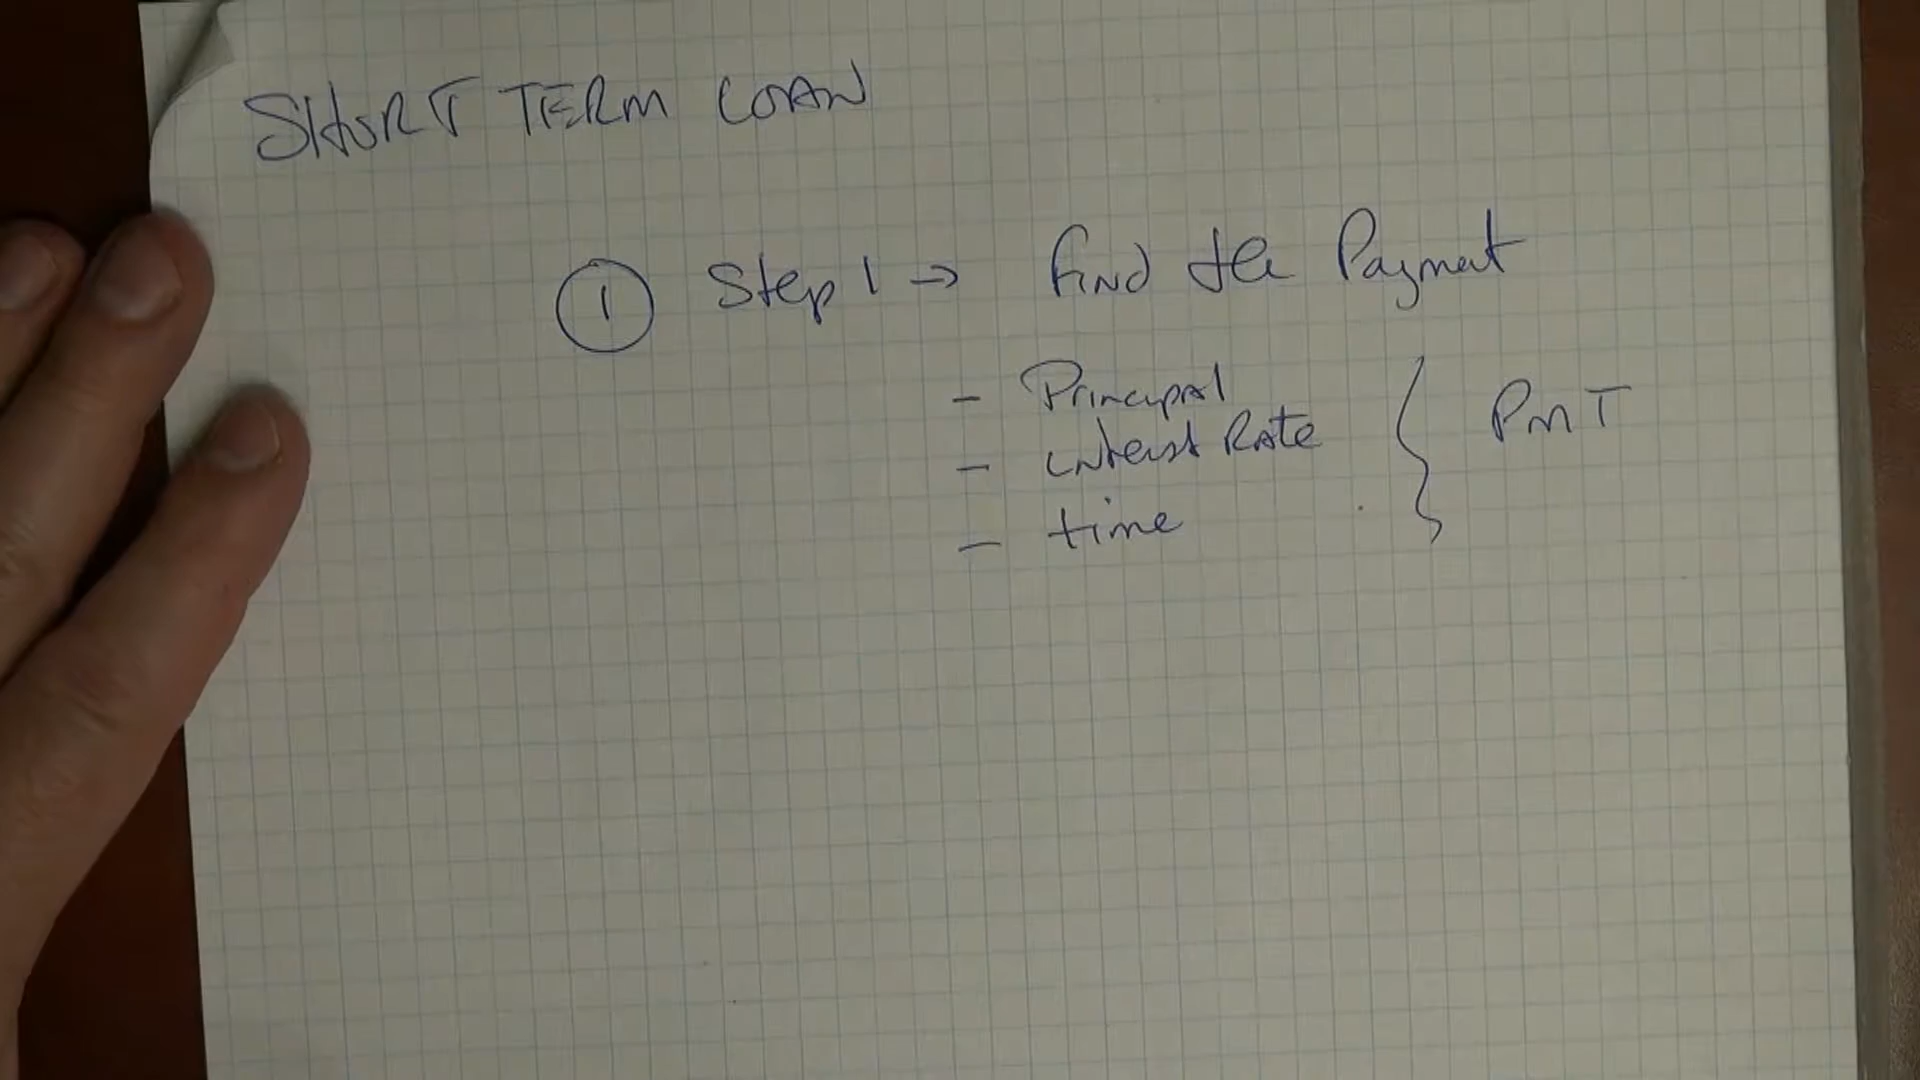 SHORT TERM LOAN
① Step 1 → Find the Payment
- Principal
- interest Rate
- time
} PMT